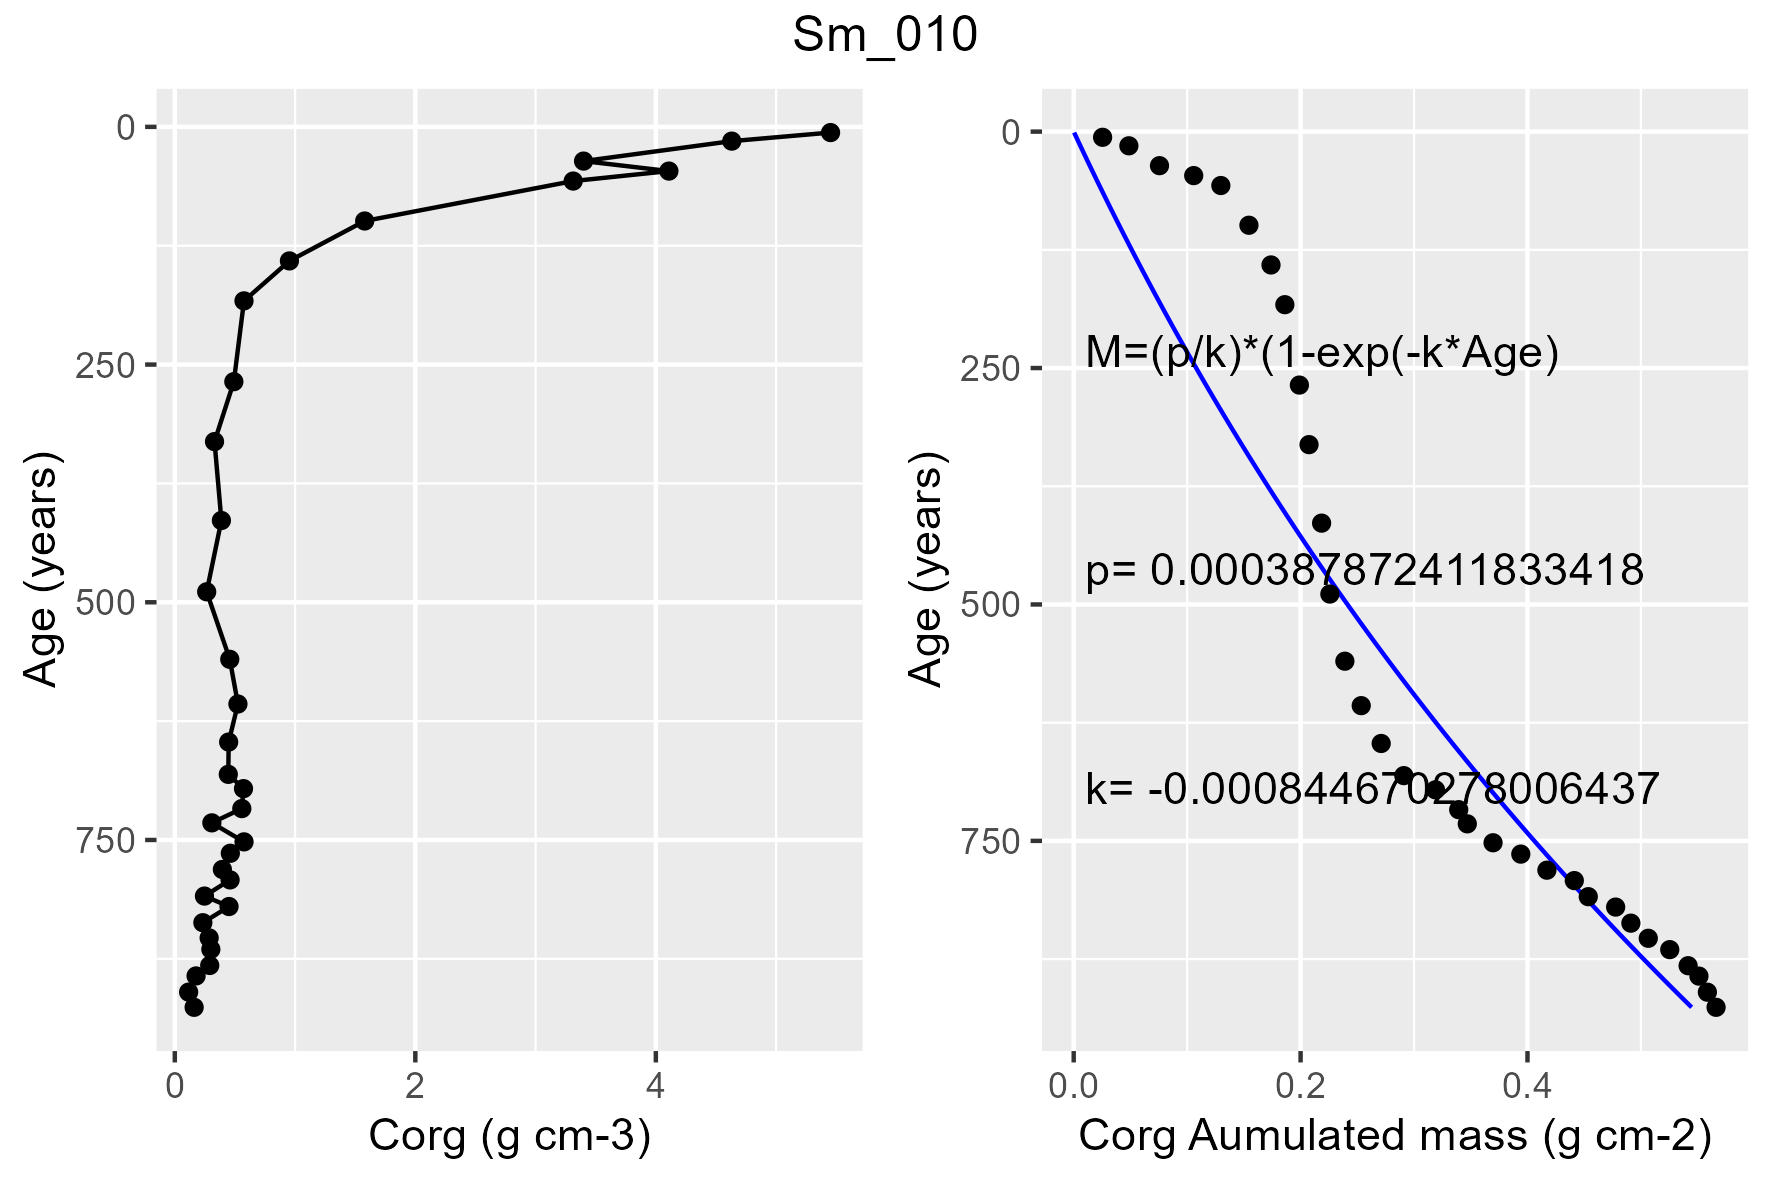 Sm_010
0
250
500
750
Age (years)
0
2
4
Corg (g cm-3)
0
250
500
750
Age (years)
M=(p/k)*(1-exp(-k*Age)
p= 0.000387872411833418
k= -0.000844670278006437
0.0
0.2
0.4
Corg Aumulated mass (g cm-2)